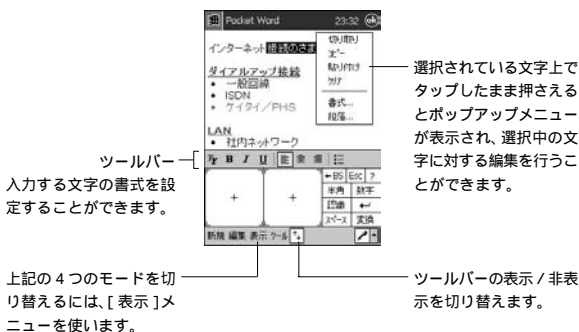 Pocket Word 23:32 ok
インターネット接続のさま
切り取り
コピー
貼り付け
クリア
書式...
段落...
ダイアルアップ接続
• 一般回線
• ISDN
• ケイタイ/PHS
LAN
• 社内ネットワーク
B I U
←BS Esc ?
半角 数字
認識 ↵
スペース 変換
新規 編集 表示 ツール
選択されている文字上で
タップしたまま押さえる
とポップアップメニュー
が表示され、選択中の文
字に対する編集を行うこ
とができます。
ツールバー
入力する文字の書式を設
定することができます。
上記の4つのモードを切
り替えるには、[ 表示 ]メ
ニューを使います。
ツールバーの表示 / 非表
示を切り替えます。